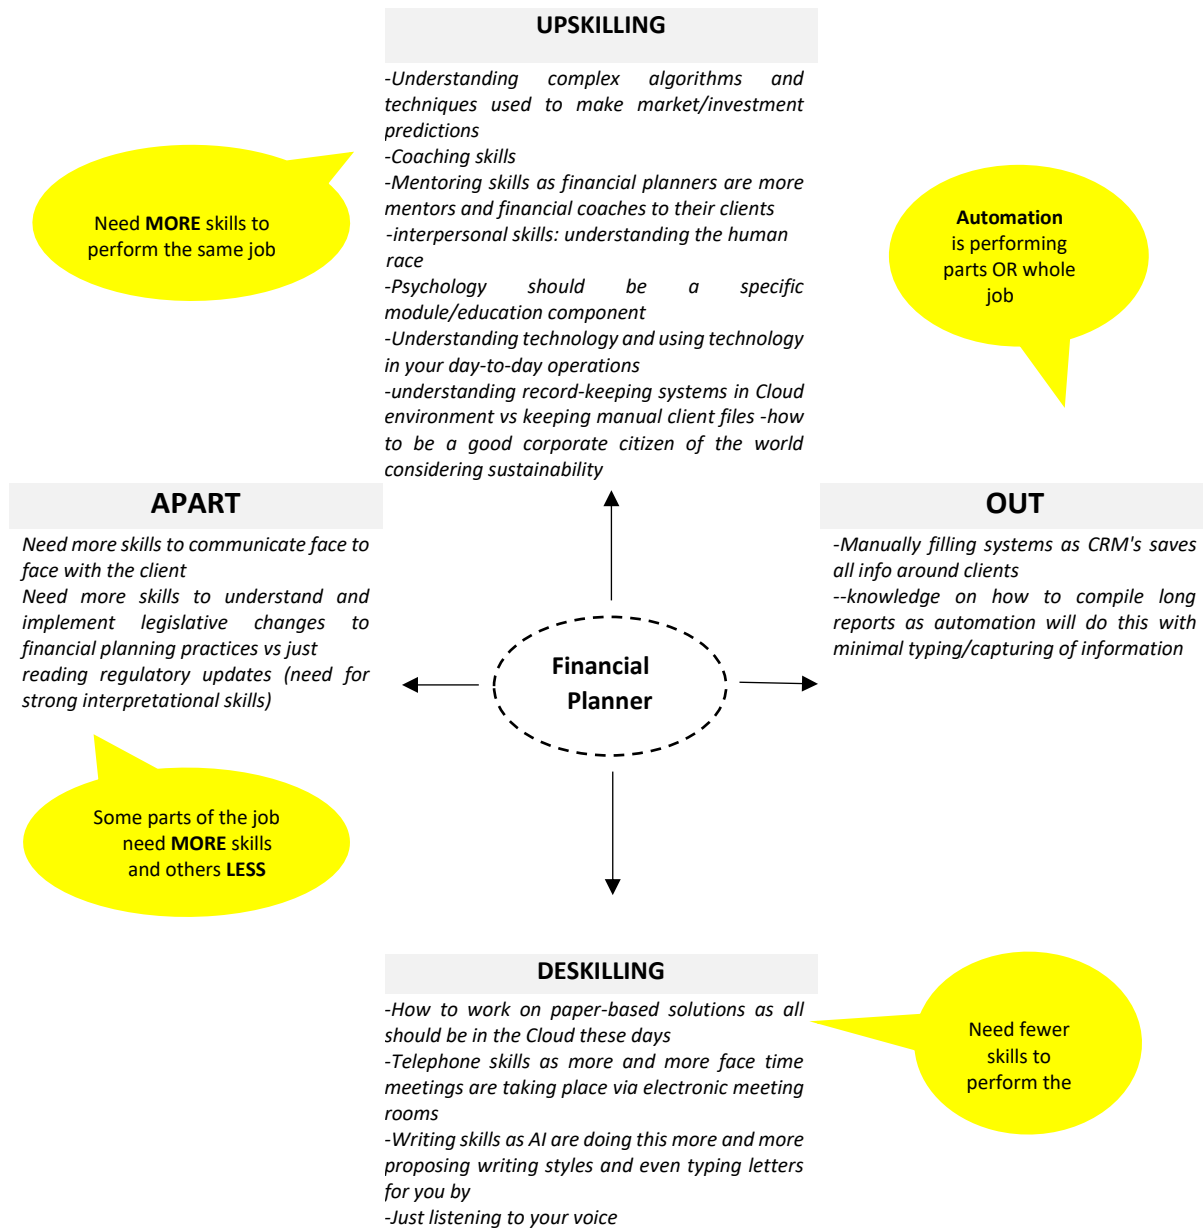 UPSKILLING
-Understanding complex algorithms and
techniques used to make market/investment
predictions
-Coaching skills
-Mentoring skills as financial planners are more
mentors and financial coaches to their clients
-interpersonal skills: understanding the human
race
-Psychology should be a specific
module/education component
-Understanding technology and using technology
in your day-to-day operations
-understanding record-keeping systems in Cloud
environment vs keeping manual client files -how
to be a good corporate citizen of the world
considering sustainability
Need MORE skills to
perform the same job
Automation
is performing
parts OR whole
job
APART
Need more skills to communicate face to
face with the client
Need more skills to understand and
implement legislative changes to
financial planning practices vs just
reading regulatory updates (need for
strong interpretational skills)
Some parts of the job
need MORE skills
and others LESS
Financial
Planner
OUT
-Manually filling systems as CRM's saves
all info around clients
--knowledge on how to compile long
reports as automation will do this with
minimal typing/capturing of information
DESKILLING
-How to work on paper-based solutions as all
should be in the Cloud these days
-Telephone skills as more and more face time
meetings are taking place via electronic meeting
rooms
-Writing skills as AI are doing this more and more
proposing writing styles and even typing letters
for you by
-Just listening to your voice
Need fewer
skills to
perform the